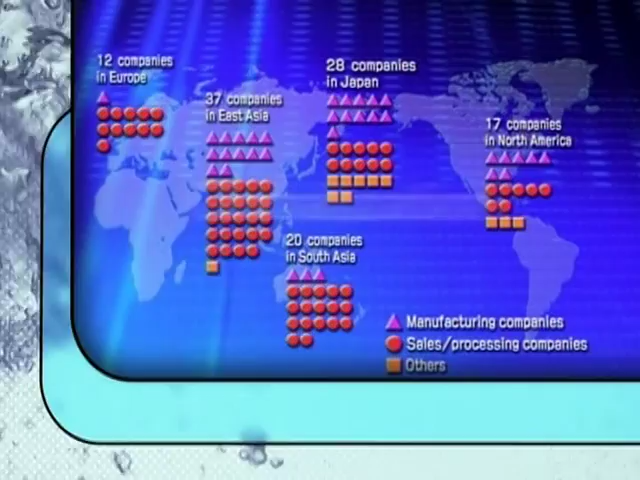 12 companies
in Europe
37 companies
in East Asia
28 companies
in Japan
17 companies
in North America
20 companies
in South Asia
Manufacturing companies
Sales/processing companies
Others